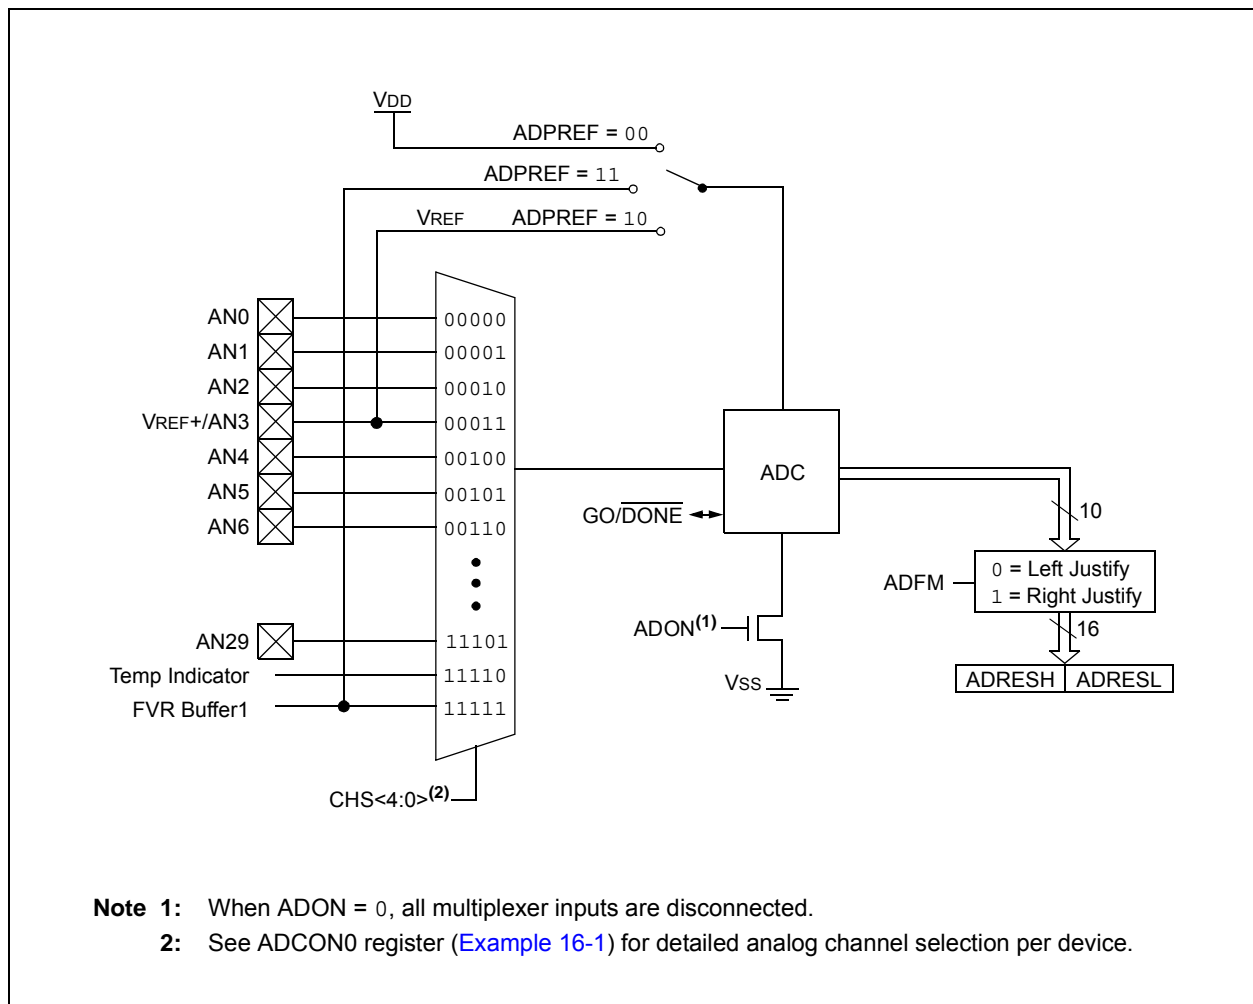 VDD
ADPREF = 00
ADPREF = 11
VREF ADPREF = 10
AN0 00000
AN1 00001
AN2 00010
VREF+/AN3 00011
AN4 00100
AN5 00101
AN6 00110
ADC
GO/DONE
10
ADFM
0 = Left Justify
1 = Right Justify
16
ADRESH ADRESL
ADON(1)
VSS
AN29 11101
Temp Indicator 11110
FVR Buffer1 11111
CHS<4:0>(2)
Note 1: When ADON = 0, all multiplexer inputs are disconnected.
2: See ADCON0 register (Example 16-1) for detailed analog channel selection per device.